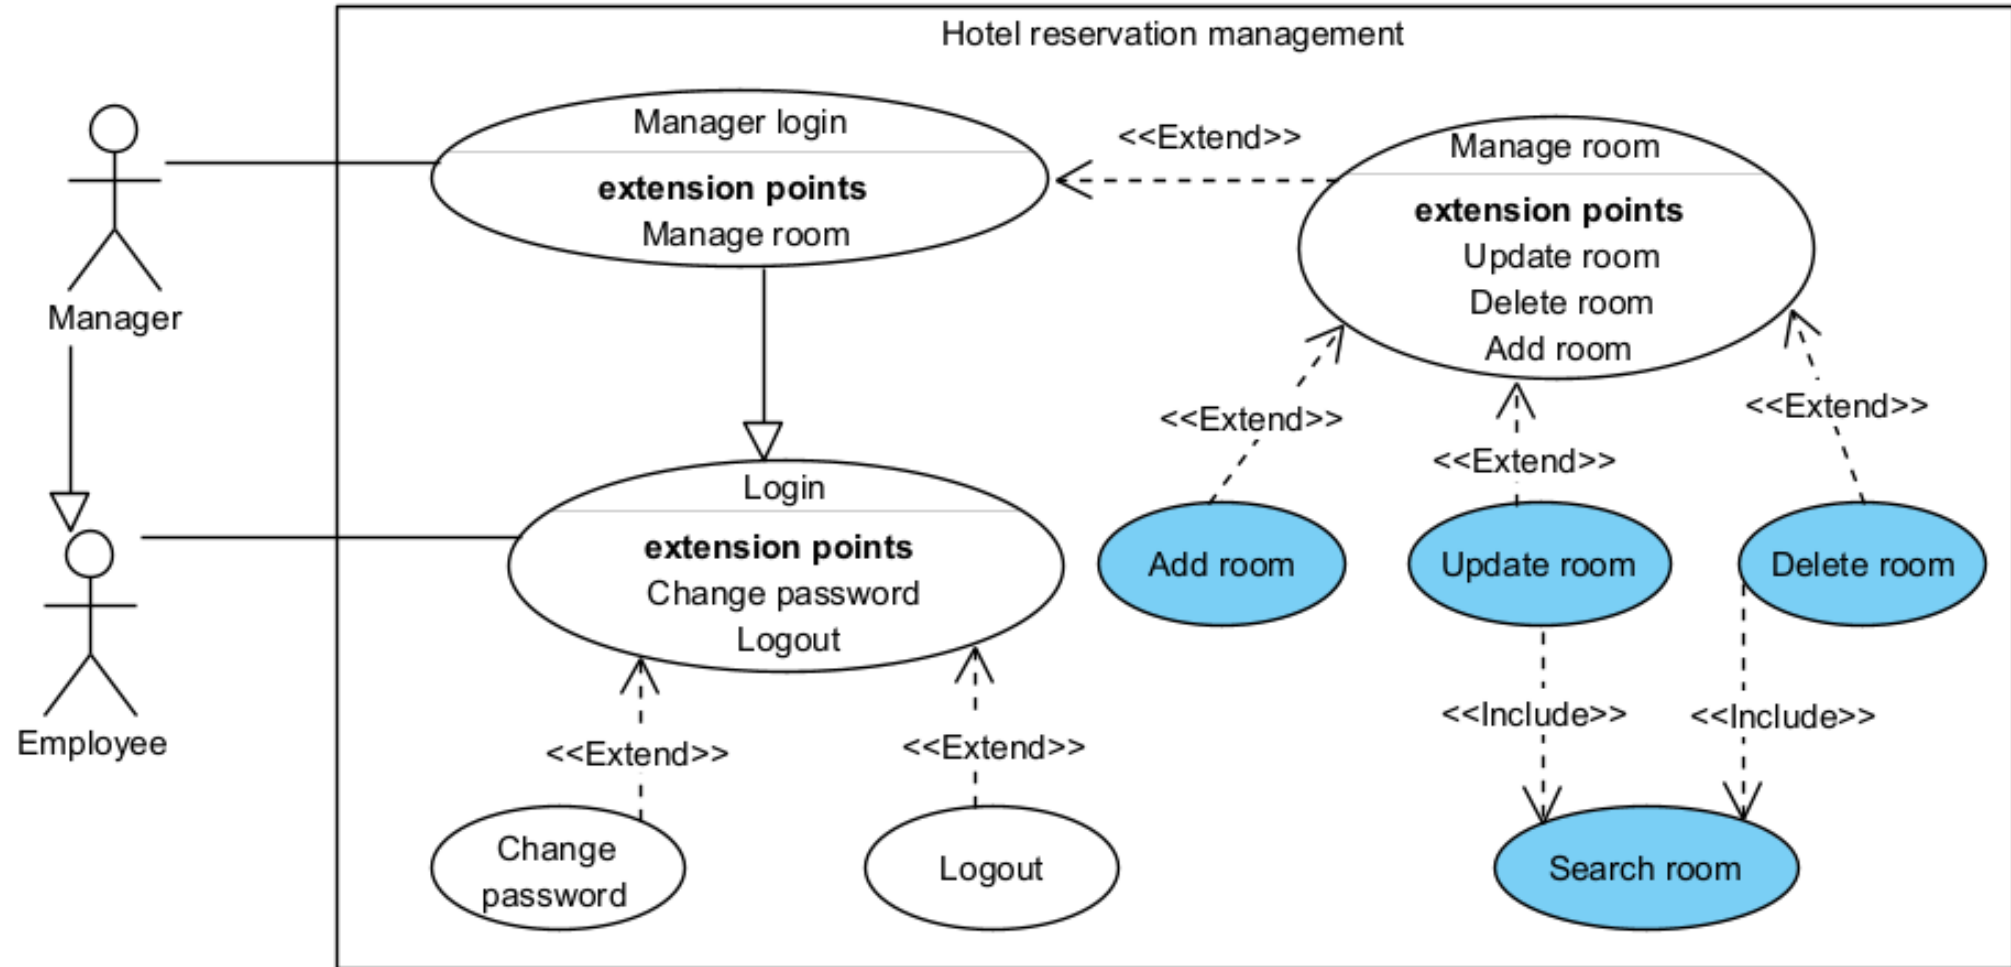 Hotel reservation management
Manager login
extension points
Manage room
<<Extend>>
Manage room
extension points
Update room
Delete room
Add room
Manager
<<Extend>>
<<Extend>>
<<Extend>>
Login
extension points
Change password
Logout
Add room
Update room
Delete room
Employee
<<Extend>>
<<Extend>>
<<Include>>
<<Include>>
Change
password
Logout
Search room